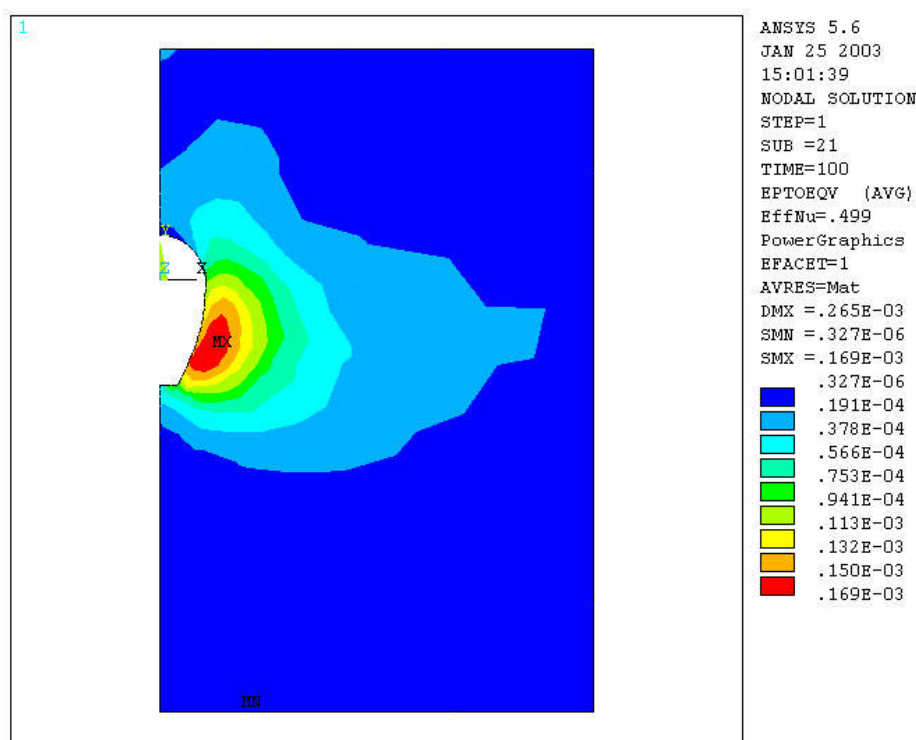 1
ANSYS 5.6
JAN 25 2003
15:01:39
NODAL SOLUTION
STEP=1
SUB =21
TIME=100
EPTOEQV (AVG)
EffNu=.499
PowerGraphics
EFACET=1
AVRES=Mat
DMX =.265E-03
SMN =.327E-06
SMX =.169E-03
.327E-06
.191E-04
.378E-04
.566E-04
.753E-04
.941E-04
.113E-03
.132E-03
.150E-03
.169E-03
Y
Z X
MX
MN